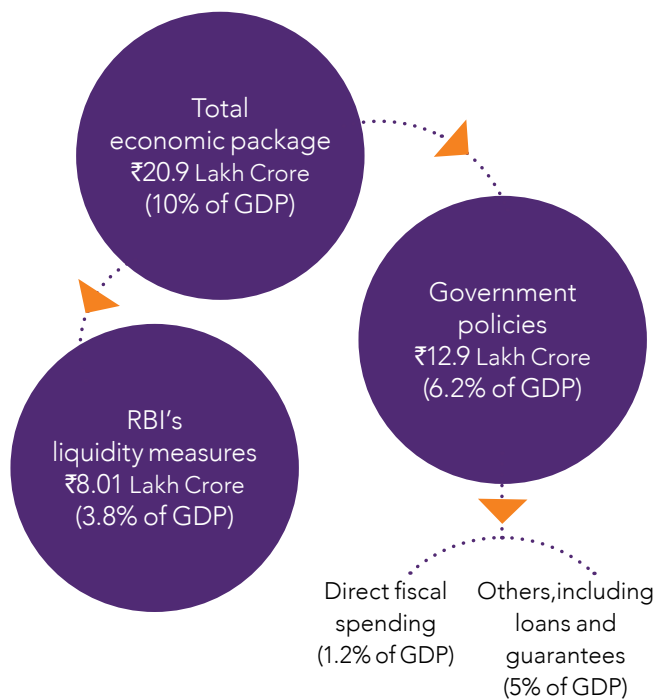 Total
economic package
₹20.9 Lakh Crore
(10% of GDP)
Government
policies
₹12.9 Lakh Crore
(6.2% of GDP)
RBI's
liquidity measures
₹8.01 Lakh Crore
(3.8% of GDP)
Direct fiscal
spending
(1.2% of GDP)
Others,including
loans and
guarantees
(5% of GDP)